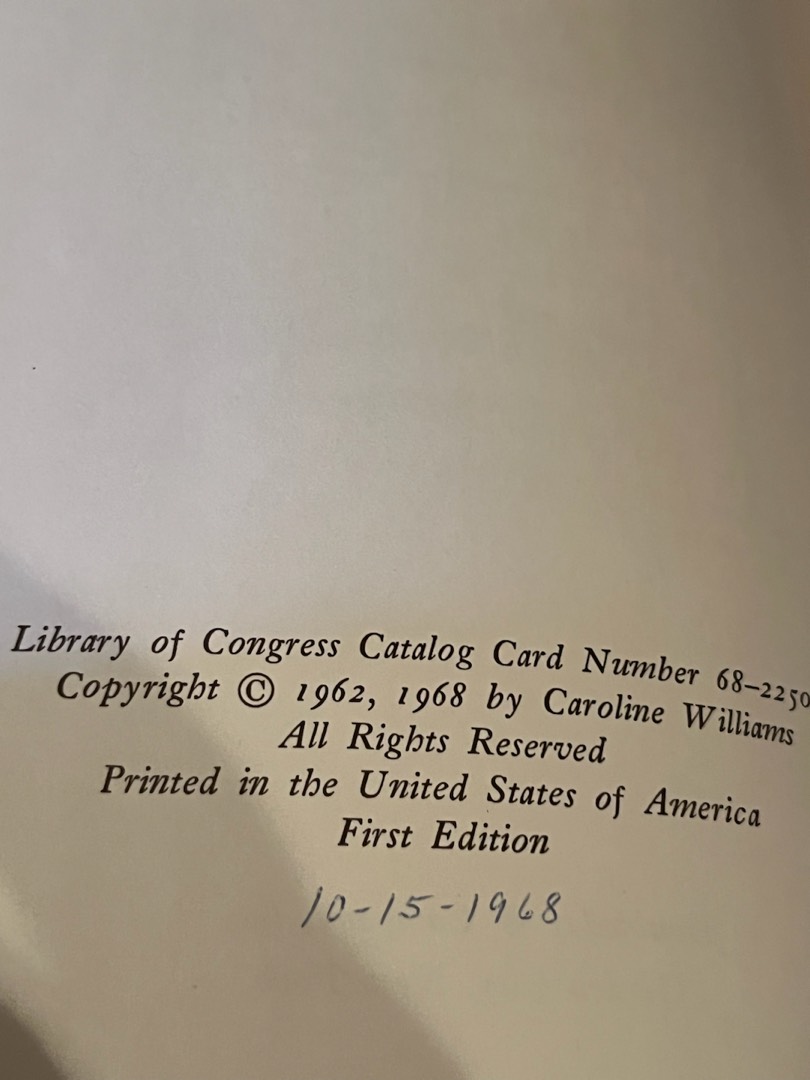 Library of Congress Catalog Card Number 68–2250
Copyright © 1962, 1968 by Caroline Williams
All Rights Reserved
Printed in the United States of America
First Edition
10-15-1968